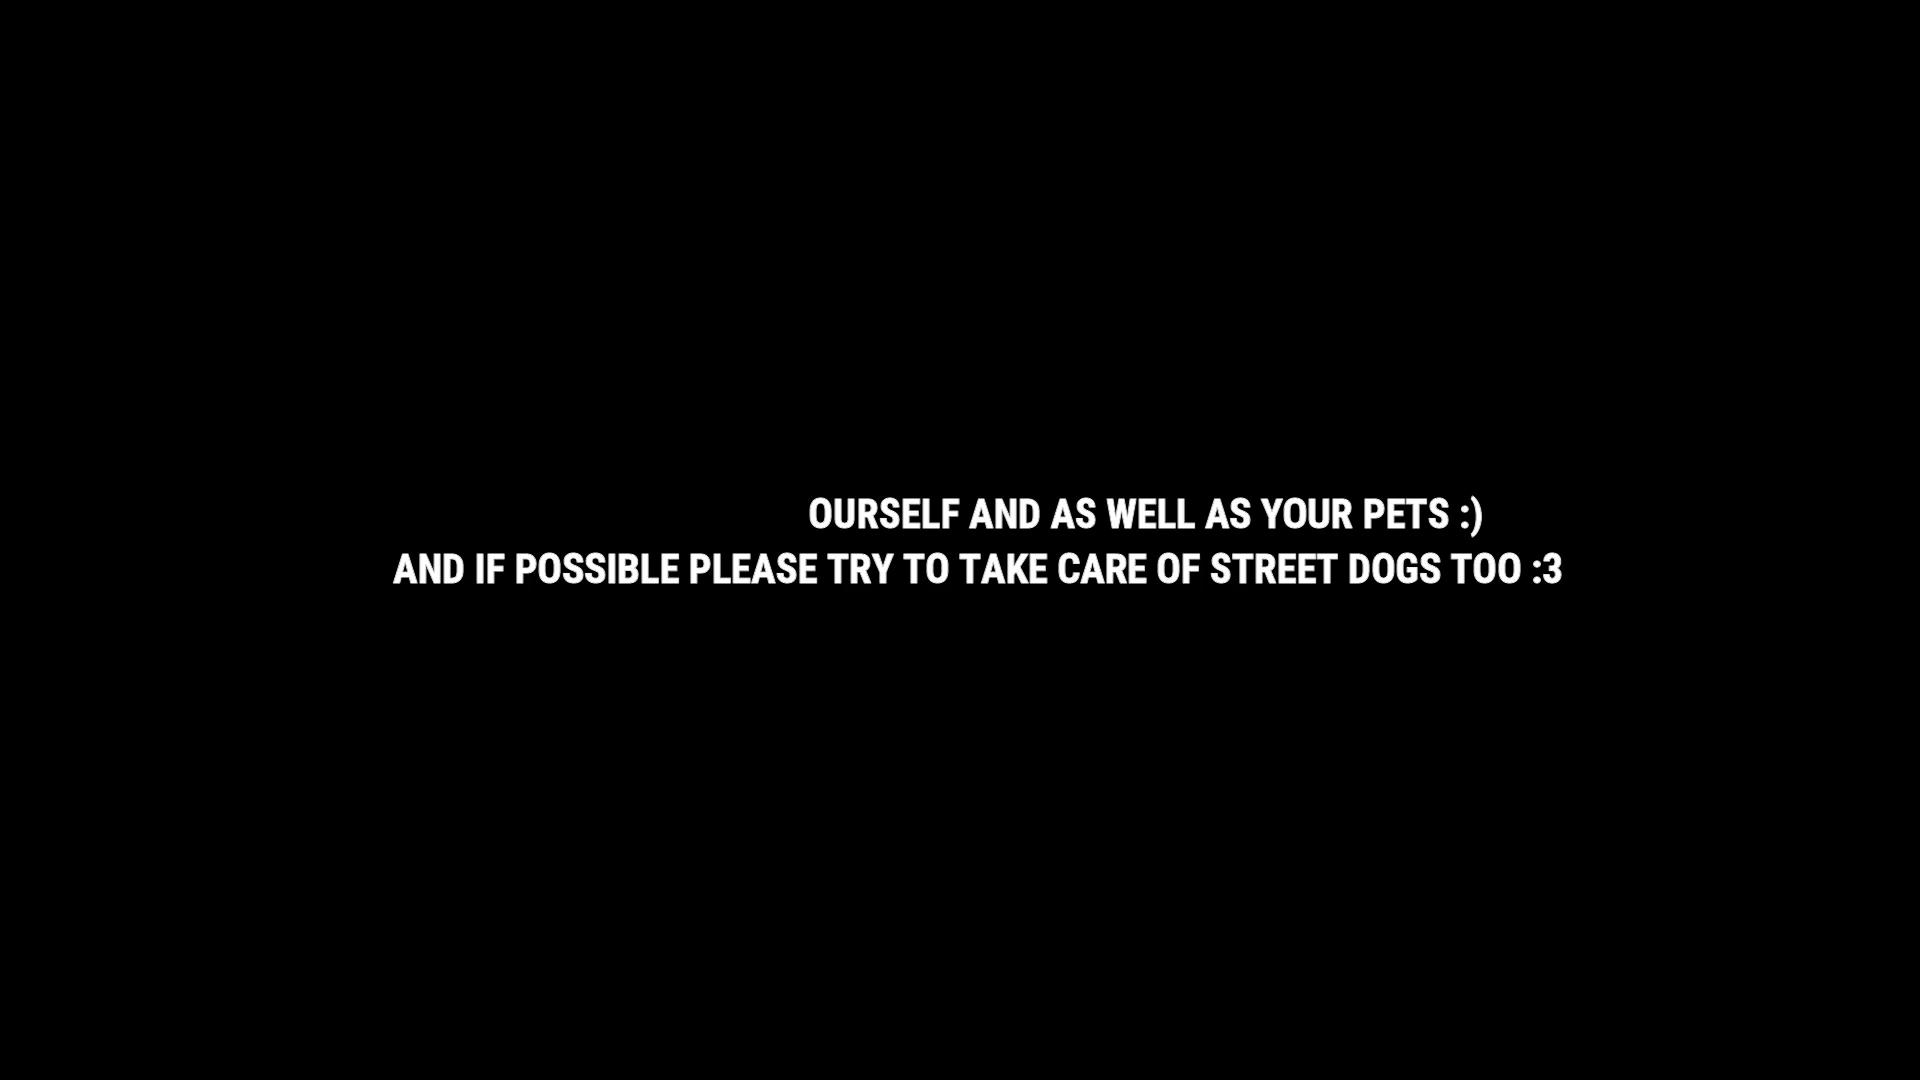 OURSELF AND AS WELL AS YOUR PETS :)
AND IF POSSIBLE PLEASE TRY TO TAKE CARE OF STREET DOGS TOO :3